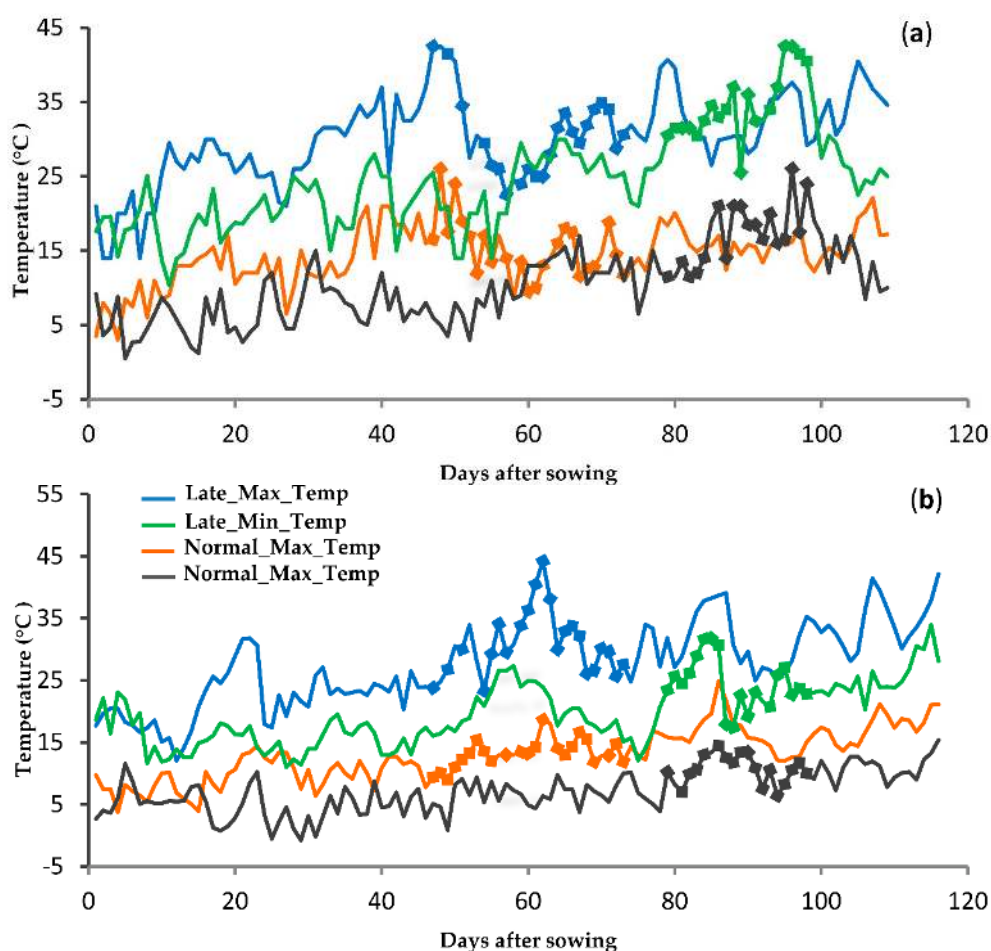 45
(a)
35
25
15
5
-5
Temperature (°C )
0 20 40 60 80 100 120
Days after sowing
55
(b)
Late_Max_Temp
Late_Min_Temp
Normal_Max_Temp
Normal_Max_Temp
45
35
25
15
5
-5
Temperature (°C )
0 20 40 60 80 100 120
Days after sowing